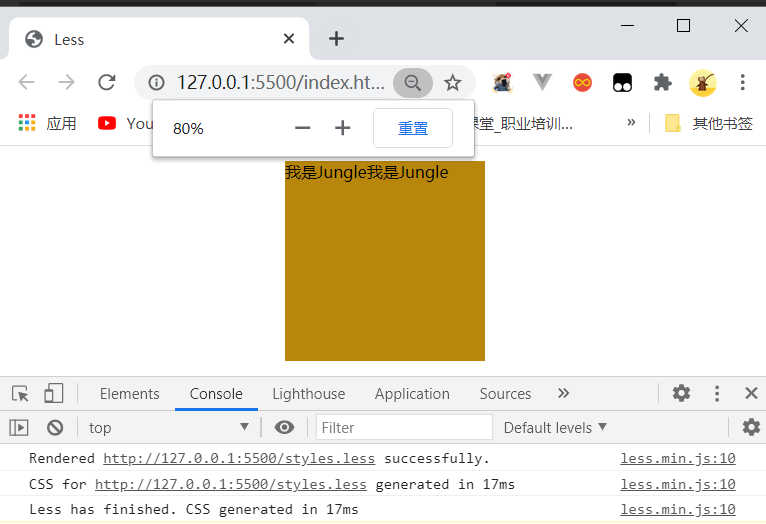 Less
127.0.0.1:5500/index.ht...
80%
重置
应用
You
课堂_职业培训...
»
其他书签
我是Jungle我是Jungle
Elements Console Lighthouse Application Sources »
top Filter Default levels
Rendered http://127.0.0.1:5500/styles.less successfully. less.min.js:10
CSS for http://127.0.0.1:5500/styles.less generated in 17ms less.min.js:10
Less has finished. CSS generated in 17ms less.min.js:10